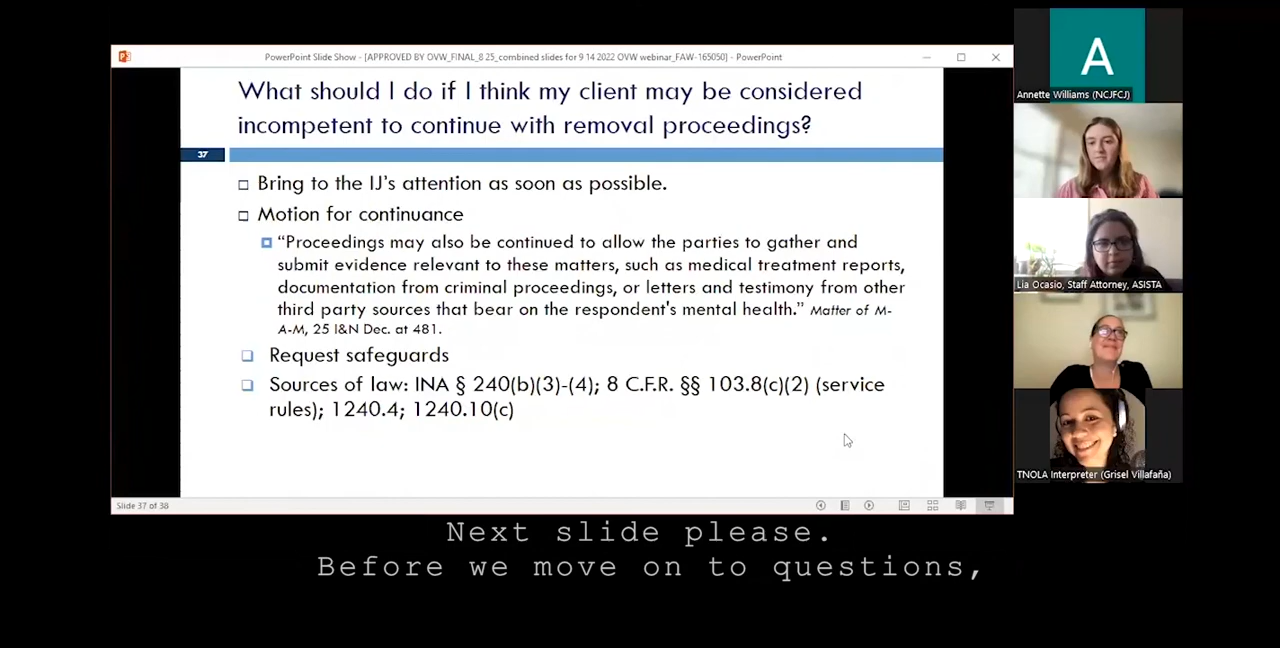 PowerPoint Slide Show - [APPROVED BY OVW_FINAL_8 25_combined slides for 9 14 2022 OVW webinar_FAW-165050] - PowerPoint
What should I do if I think my client may be considered
incompetent to continue with removal proceedings?
37
Bring to the IJ's attention as soon as possible.
Motion for continuance
“Proceedings may also be continued to allow the parties to gather and
submit evidence relevant to these matters, such as medical treatment reports,
documentation from criminal proceedings, or letters and testimony from other
third party sources that bear on the respondent's mental health.” Matter of M-
A-M, 25 I&N Dec. at 481.
Request safeguards
Sources of law: INA § 240(b)(3)-(4); 8 C.F.R. §§ 103.8(c)(2) (service
rules); 1240.4; 1240.10(c)
Slide 37 of 38
A
Annette Williams (NCJFCJ)
Lia Ocasio, Staff Attorney, ASISTA
TNOLA Interpreter (Grisel Villafaña)
Next slide please.
Before we move on to questions,